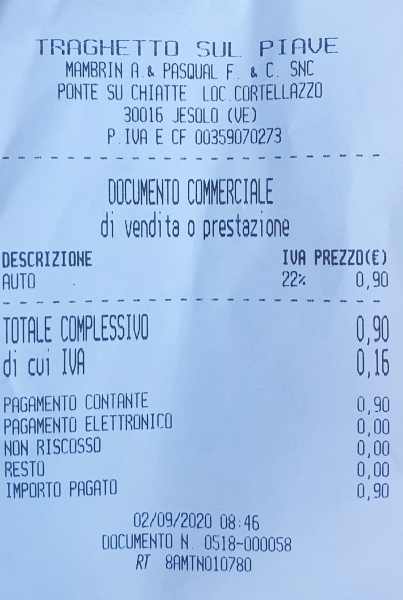 TRAGHETTO SUL PIAVE
MAMBRIN A.& PASQUAL F. & C. SNC
PONTE SU CHIATTE LOC.CORTELLAZZO
30016 JESOLO (VE)
P.IVA E CF 00359070273
DOCUMENTO COMMERCIALE
di vendita o prestazione
DESCRIZIONE IVA PREZZO(€)
AUTO 22% 0,90
TOTALE COMPLESSIVO 0,90
di cui IVA 0,16
PAGAMENTO CONTANTE 0,90
PAGAMENTO ELETTRONICO 0,00
NON RISCOSSO 0,00
RESTO 0,00
IMPORTO PAGATO 0,90
02/09/2020 08:46
DOCUMENTO N. 0518-000058
RT 8AMTN010780